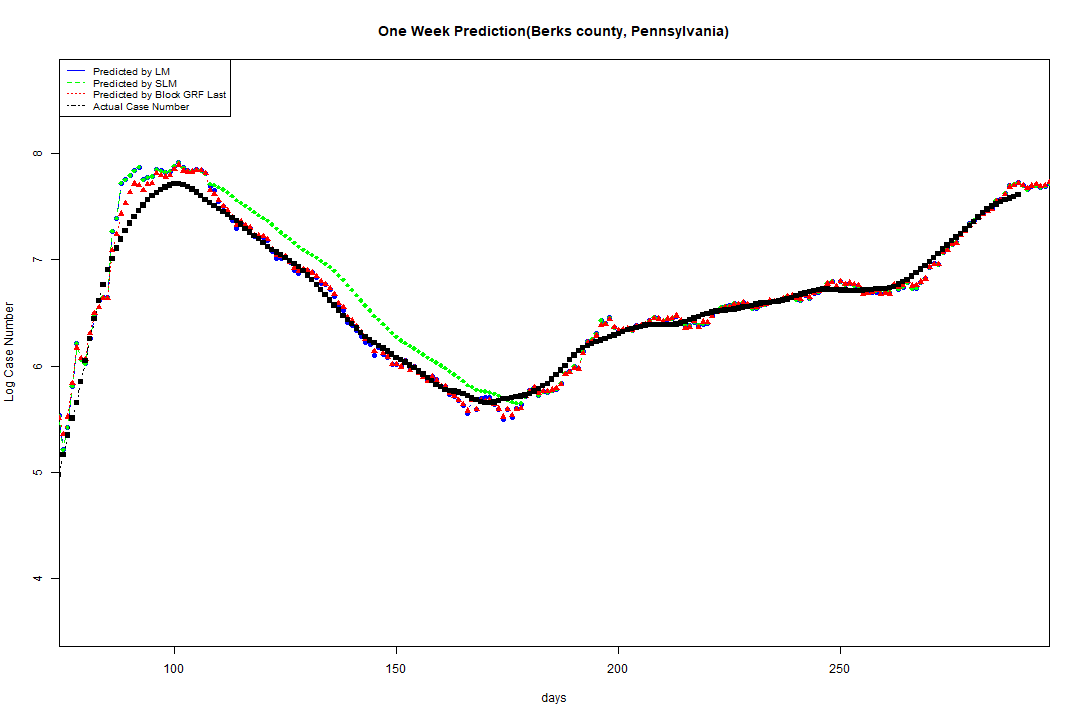 One Week Prediction(Berks county, Pennsylvania)
Predicted by LM
Predicted by SLM
Predicted by Block GRF Last
Actual Case Number
8
7
6
5
4
Log Case Number
100 150 200 250
days